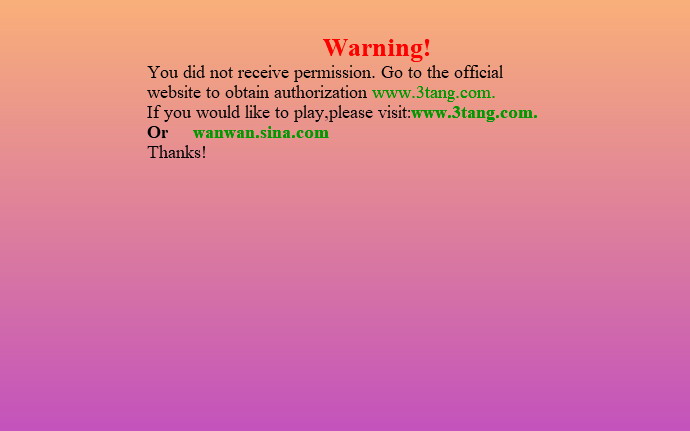 Warning!
You did not receive permission. Go to the official
website to obtain authorization www.3tang.com.
If you would like to play,please visit:www.3tang.com.
Or wanwan.sina.com
Thanks!